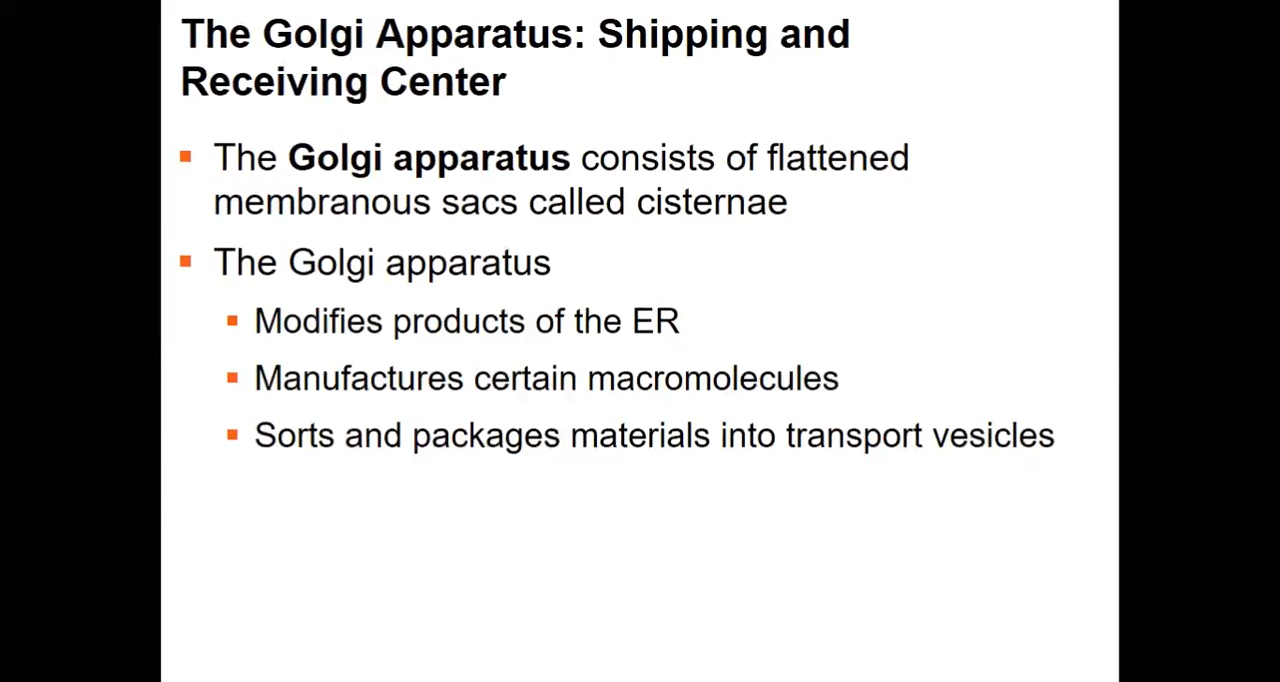 The Golgi Apparatus: Shipping and
Receiving Center
The Golgi apparatus consists of flattened
membranous sacs called cisternae
The Golgi apparatus
Modifies products of the ER
Manufactures certain macromolecules
Sorts and packages materials into transport vesicles